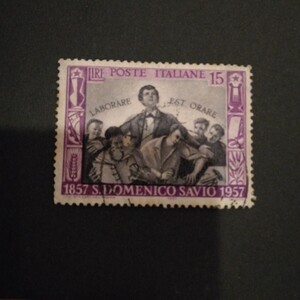 LIRE POSTE ITALIANE 15
LABORARE EST ORARE
1857 S. DOMENICO SAVIO 1957